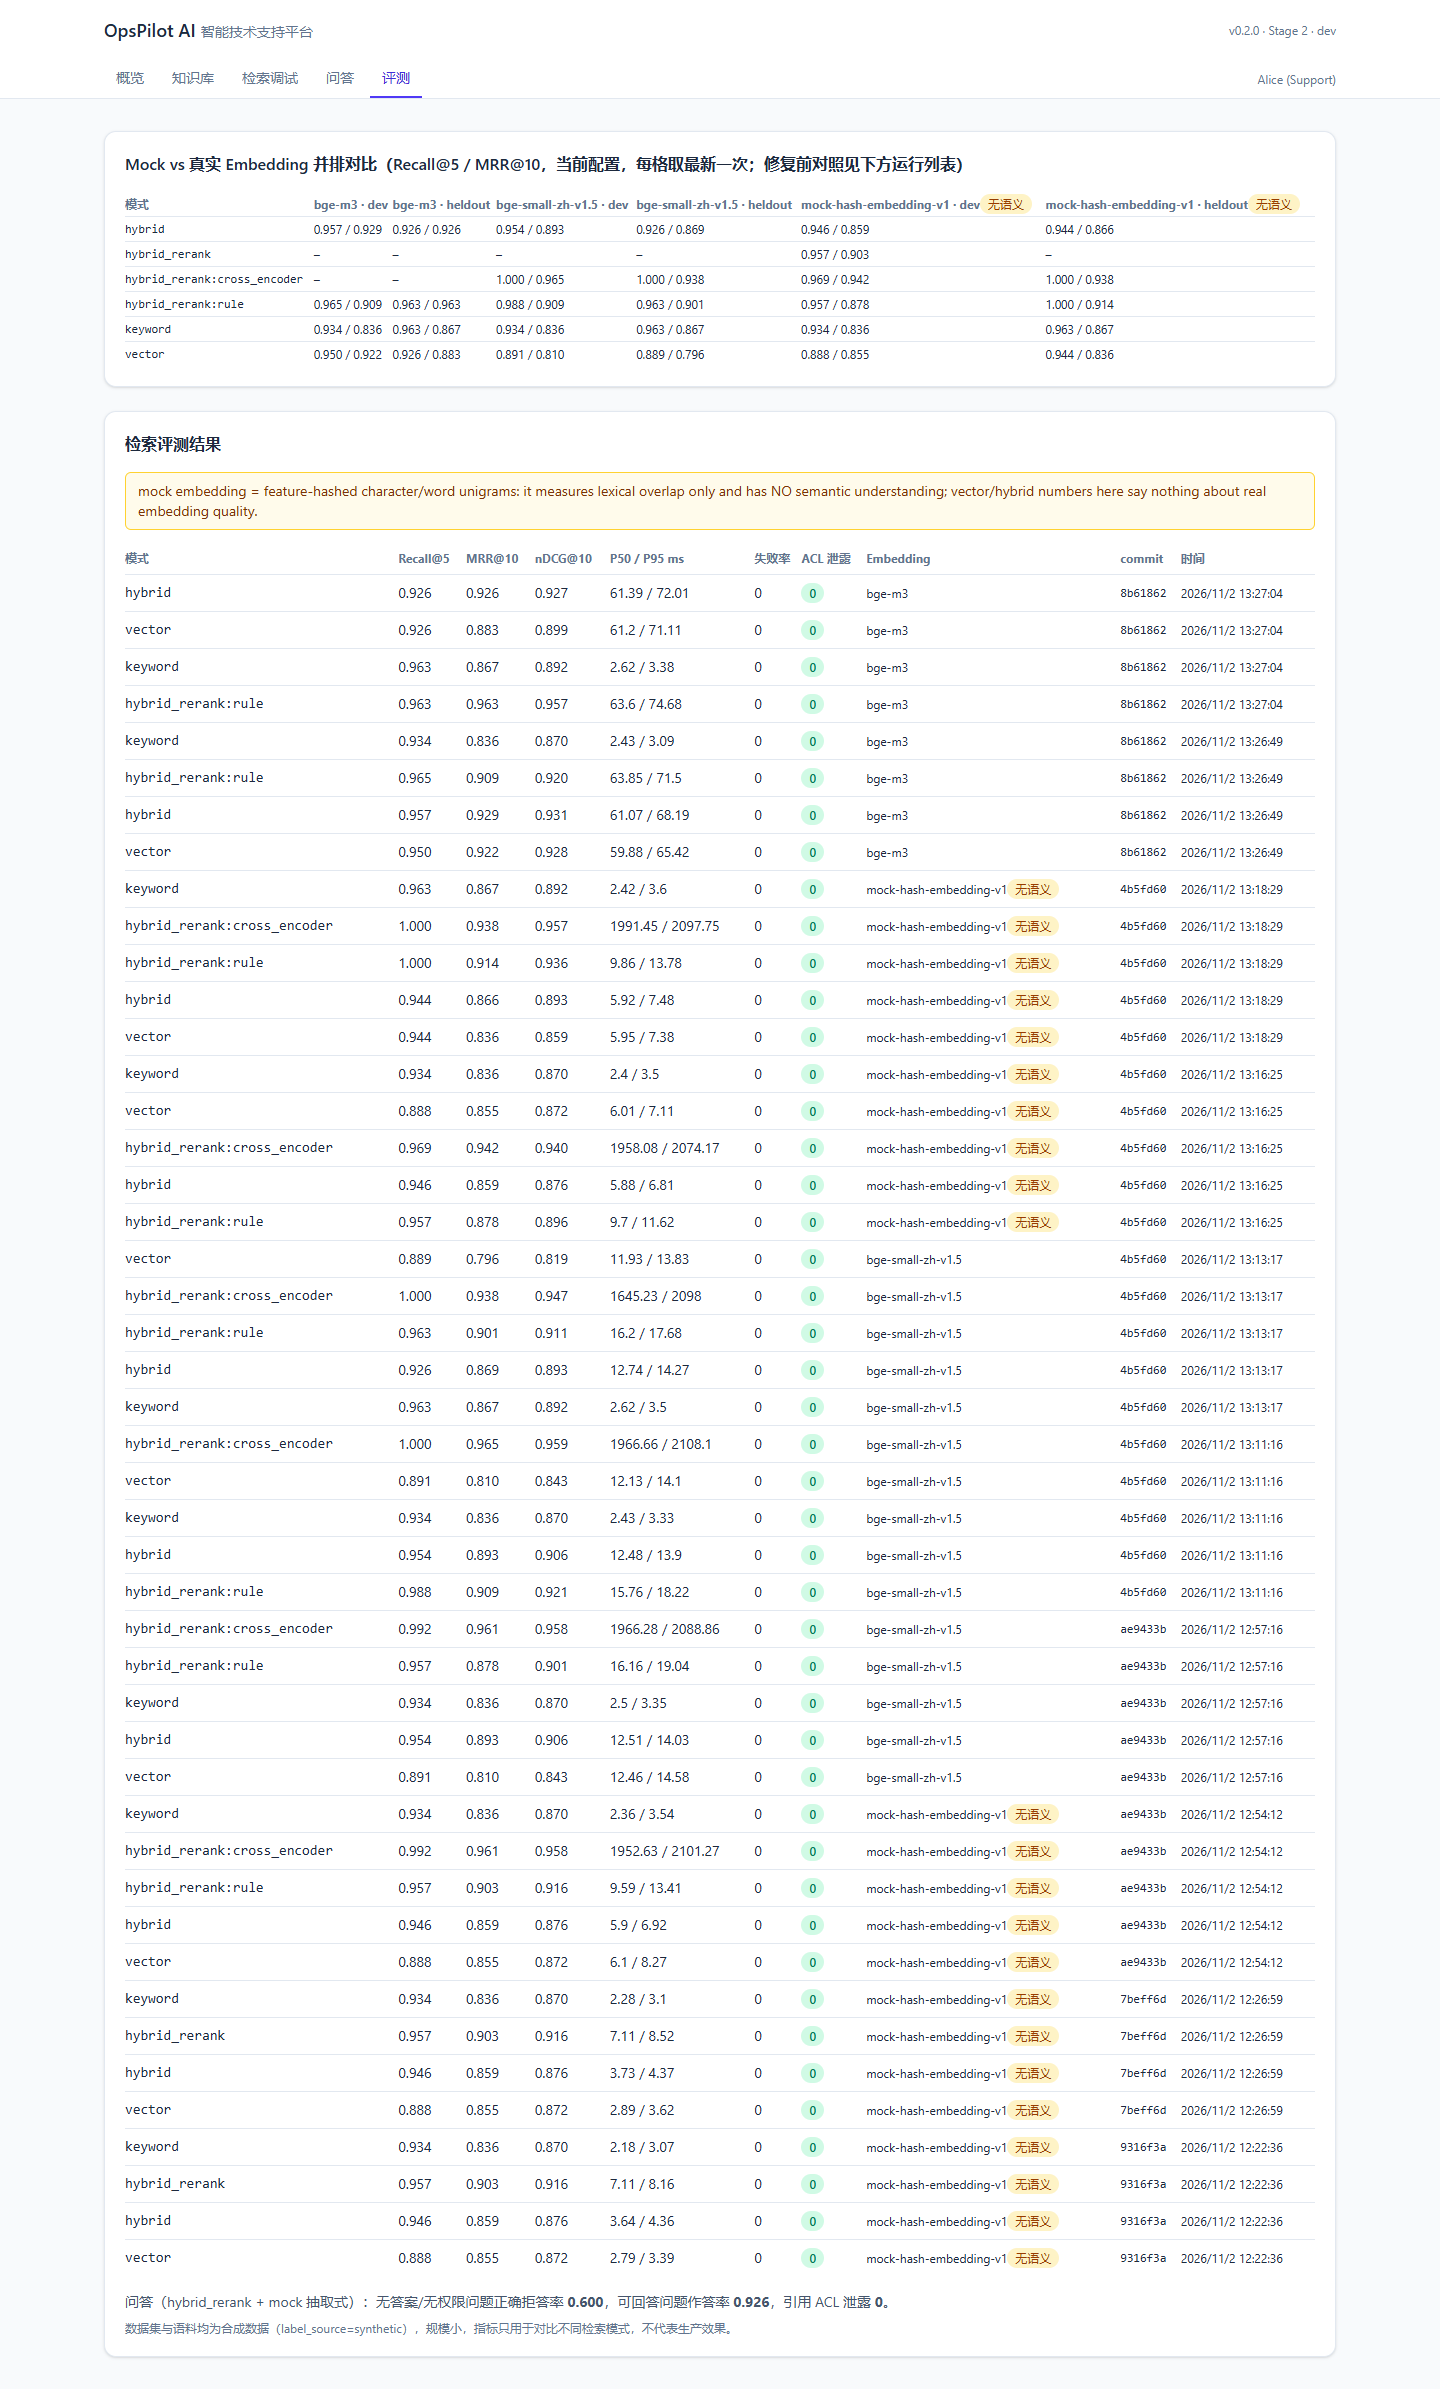 OpsPilot AI 智能技术支持平台
v0.2.0 · Stage 2 · dev
概览 知识库 检索调试 问答 评测
Alice (Support)
Mock vs 真实 Embedding 并排对比（Recall@5 / MRR@10，当前配置，每格取最新一次；修复前对照见下方运行列表）
模式 bge-m3 · dev bge-m3 · heldout bge-small-zh-v1.5 · dev bge-small-zh-v1.5 · heldout mock-hash-embedding-v1 · dev 无语义 mock-hash-embedding-v1 · heldout 无语义
hybrid 0.957 / 0.929 0.926 / 0.926 0.954 / 0.893 0.926 / 0.869 0.946 / 0.859 0.944 / 0.866
hybrid_rerank – – – – 0.957 / 0.903 –
hybrid_rerank:cross_encoder – – 1.000 / 0.965 1.000 / 0.938 0.969 / 0.942 1.000 / 0.938
hybrid_rerank:rule 0.965 / 0.909 0.963 / 0.963 0.988 / 0.909 0.963 / 0.901 0.957 / 0.878 1.000 / 0.914
keyword 0.934 / 0.836 0.963 / 0.867 0.934 / 0.836 0.963 / 0.867 0.934 / 0.836 0.963 / 0.867
vector 0.950 / 0.922 0.926 / 0.883 0.891 / 0.810 0.889 / 0.796 0.888 / 0.855 0.944 / 0.836
检索评测结果
mock embedding = feature-hashed character/word unigrams: it measures lexical overlap only and has NO semantic understanding; vector/hybrid numbers here say nothing about real
embedding quality.
模式 Recall@5 MRR@10 nDCG@10 P50 / P95 ms 失败率 ACL 泄露 Embedding commit 时间
hybrid 0.926 0.926 0.927 61.39 / 72.01 0 0 bge-m3 8b61862 2026/11/2 13:27:04
vector 0.926 0.883 0.899 61.2 / 71.11 0 0 bge-m3 8b61862 2026/11/2 13:27:04
keyword 0.963 0.867 0.892 2.62 / 3.38 0 0 bge-m3 8b61862 2026/11/2 13:27:04
hybrid_rerank:rule 0.963 0.963 0.957 63.6 / 74.68 0 0 bge-m3 8b61862 2026/11/2 13:27:04
keyword 0.934 0.836 0.870 2.43 / 3.09 0 0 bge-m3 8b61862 2026/11/2 13:26:49
hybrid_rerank:rule 0.965 0.909 0.920 63.85 / 71.5 0 0 bge-m3 8b61862 2026/11/2 13:26:49
hybrid 0.957 0.929 0.931 61.07 / 68.19 0 0 bge-m3 8b61862 2026/11/2 13:26:49
vector 0.950 0.922 0.928 59.88 / 65.42 0 0 bge-m3 8b61862 2026/11/2 13:26:49
keyword 0.963 0.867 0.892 2.42 / 3.6 0 0 mock-hash-embedding-v1 无语义 4b5fd60 2026/11/2 13:18:29
hybrid_rerank:cross_encoder 1.000 0.938 0.957 1991.45 / 2097.75 0 0 mock-hash-embedding-v1 无语义 4b5fd60 2026/11/2 13:18:29
hybrid_rerank:rule 1.000 0.914 0.936 9.86 / 13.78 0 0 mock-hash-embedding-v1 无语义 4b5fd60 2026/11/2 13:18:29
hybrid 0.944 0.866 0.893 5.92 / 7.48 0 0 mock-hash-embedding-v1 无语义 4b5fd60 2026/11/2 13:18:29
vector 0.944 0.836 0.859 5.95 / 7.38 0 0 mock-hash-embedding-v1 无语义 4b5fd60 2026/11/2 13:18:29
keyword 0.934 0.836 0.870 2.4 / 3.5 0 0 mock-hash-embedding-v1 无语义 4b5fd60 2026/11/2 13:16:25
vector 0.888 0.855 0.872 6.01 / 7.11 0 0 mock-hash-embedding-v1 无语义 4b5fd60 2026/11/2 13:16:25
hybrid_rerank:cross_encoder 0.969 0.942 0.940 1958.08 / 2074.17 0 0 mock-hash-embedding-v1 无语义 4b5fd60 2026/11/2 13:16:25
hybrid 0.946 0.859 0.876 5.88 / 6.81 0 0 mock-hash-embedding-v1 无语义 4b5fd60 2026/11/2 13:16:25
hybrid_rerank:rule 0.957 0.878 0.896 9.7 / 11.62 0 0 mock-hash-embedding-v1 无语义 4b5fd60 2026/11/2 13:16:25
vector 0.889 0.796 0.819 11.93 / 13.83 0 0 bge-small-zh-v1.5 4b5fd60 2026/11/2 13:13:17
hybrid_rerank:cross_encoder 1.000 0.938 0.947 1645.23 / 2098 0 0 bge-small-zh-v1.5 4b5fd60 2026/11/2 13:13:17
hybrid_rerank:rule 0.963 0.901 0.911 16.2 / 17.68 0 0 bge-small-zh-v1.5 4b5fd60 2026/11/2 13:13:17
hybrid 0.926 0.869 0.893 12.74 / 14.27 0 0 bge-small-zh-v1.5 4b5fd60 2026/11/2 13:13:17
keyword 0.963 0.867 0.892 2.62 / 3.5 0 0 bge-small-zh-v1.5 4b5fd60 2026/11/2 13:13:17
hybrid_rerank:cross_encoder 1.000 0.965 0.959 1966.66 / 2108.1 0 0 bge-small-zh-v1.5 4b5fd60 2026/11/2 13:11:16
vector 0.891 0.810 0.843 12.13 / 14.1 0 0 bge-small-zh-v1.5 4b5fd60 2026/11/2 13:11:16
keyword 0.934 0.836 0.870 2.43 / 3.33 0 0 bge-small-zh-v1.5 4b5fd60 2026/11/2 13:11:16
hybrid 0.954 0.893 0.906 12.48 / 13.9 0 0 bge-small-zh-v1.5 4b5fd60 2026/11/2 13:11:16
hybrid_rerank:rule 0.988 0.909 0.921 15.76 / 18.22 0 0 bge-small-zh-v1.5 4b5fd60 2026/11/2 13:11:16
hybrid_rerank:cross_encoder 0.992 0.961 0.958 1966.28 / 2088.86 0 0 bge-small-zh-v1.5 ae9433b 2026/11/2 12:57:16
hybrid_rerank:rule 0.957 0.878 0.901 16.16 / 19.04 0 0 bge-small-zh-v1.5 ae9433b 2026/11/2 12:57:16
keyword 0.934 0.836 0.870 2.5 / 3.35 0 0 bge-small-zh-v1.5 ae9433b 2026/11/2 12:57:16
hybrid 0.954 0.893 0.906 12.51 / 14.03 0 0 bge-small-zh-v1.5 ae9433b 2026/11/2 12:57:16
vector 0.891 0.810 0.843 12.46 / 14.58 0 0 bge-small-zh-v1.5 ae9433b 2026/11/2 12:57:16
keyword 0.934 0.836 0.870 2.36 / 3.54 0 0 mock-hash-embedding-v1 无语义 ae9433b 2026/11/2 12:54:12
hybrid_rerank:cross_encoder 0.992 0.961 0.958 1952.63 / 2101.27 0 0 mock-hash-embedding-v1 无语义 ae9433b 2026/11/2 12:54:12
hybrid_rerank:rule 0.957 0.903 0.916 9.59 / 13.41 0 0 mock-hash-embedding-v1 无语义 ae9433b 2026/11/2 12:54:12
hybrid 0.946 0.859 0.876 5.9 / 6.92 0 0 mock-hash-embedding-v1 无语义 ae9433b 2026/11/2 12:54:12
vector 0.888 0.855 0.872 6.1 / 8.27 0 0 mock-hash-embedding-v1 无语义 ae9433b 2026/11/2 12:54:12
keyword 0.934 0.836 0.870 2.28 / 3.1 0 0 mock-hash-embedding-v1 无语义 7beff6d 2026/11/2 12:26:59
hybrid_rerank 0.957 0.903 0.916 7.11 / 8.52 0 0 mock-hash-embedding-v1 无语义 7beff6d 2026/11/2 12:26:59
hybrid 0.946 0.859 0.876 3.73 / 4.37 0 0 mock-hash-embedding-v1 无语义 7beff6d 2026/11/2 12:26:59
vector 0.888 0.855 0.872 2.89 / 3.62 0 0 mock-hash-embedding-v1 无语义 7beff6d 2026/11/2 12:26:59
keyword 0.934 0.836 0.870 2.18 / 3.07 0 0 mock-hash-embedding-v1 无语义 9316f3a 2026/11/2 12:22:36
hybrid_rerank 0.957 0.903 0.916 7.11 / 8.16 0 0 mock-hash-embedding-v1 无语义 9316f3a 2026/11/2 12:22:36
hybrid 0.946 0.859 0.876 3.64 / 4.36 0 0 mock-hash-embedding-v1 无语义 9316f3a 2026/11/2 12:22:36
vector 0.888 0.855 0.872 2.79 / 3.39 0 0 mock-hash-embedding-v1 无语义 9316f3a 2026/11/2 12:22:36
问答（hybrid_rerank + mock 抽取式）：无答案/无权限问题正确拒答率 0.600，可回答问题作答率 0.926，引用 ACL 泄露 0。
数据集与语料均为合成数据（label_source=synthetic），规模小，指标只用于对比不同检索模式，不代表生产效果。